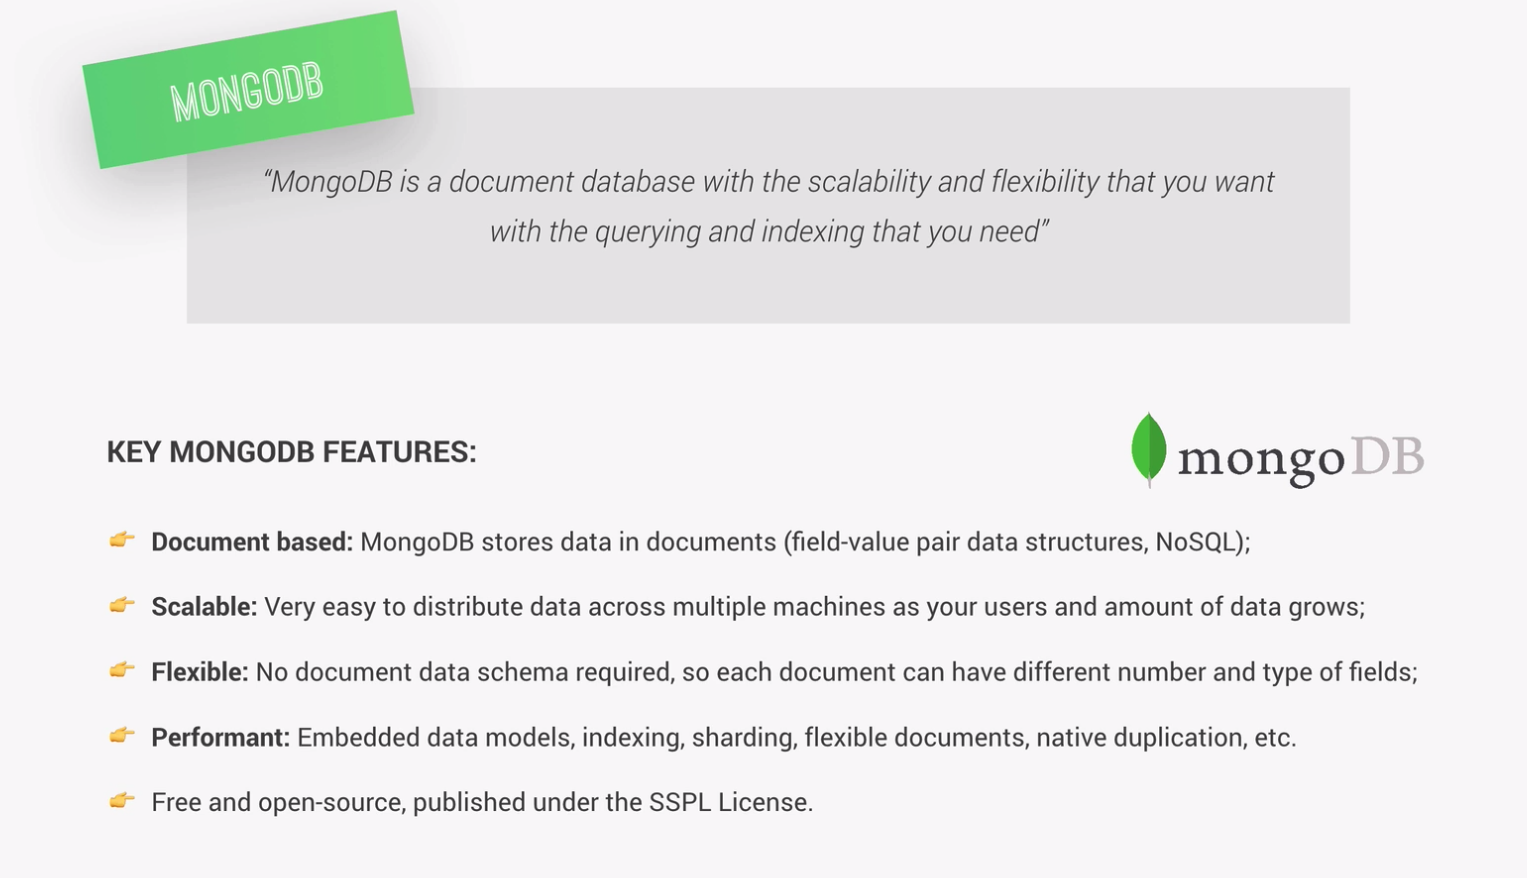 MONGODB
“MongoDB is a document database with the scalability and flexibility that you want
with the querying and indexing that you need”
KEY MONGODB FEATURES:
mongoDB
👉 Document based: MongoDB stores data in documents (field-value pair data structures, NoSQL);
👉 Scalable: Very easy to distribute data across multiple machines as your users and amount of data grows;
👉 Flexible: No document data schema required, so each document can have different number and type of fields;
👉 Performant: Embedded data models, indexing, sharding, flexible documents, native duplication, etc.
👉 Free and open-source, published under the SSPL License.